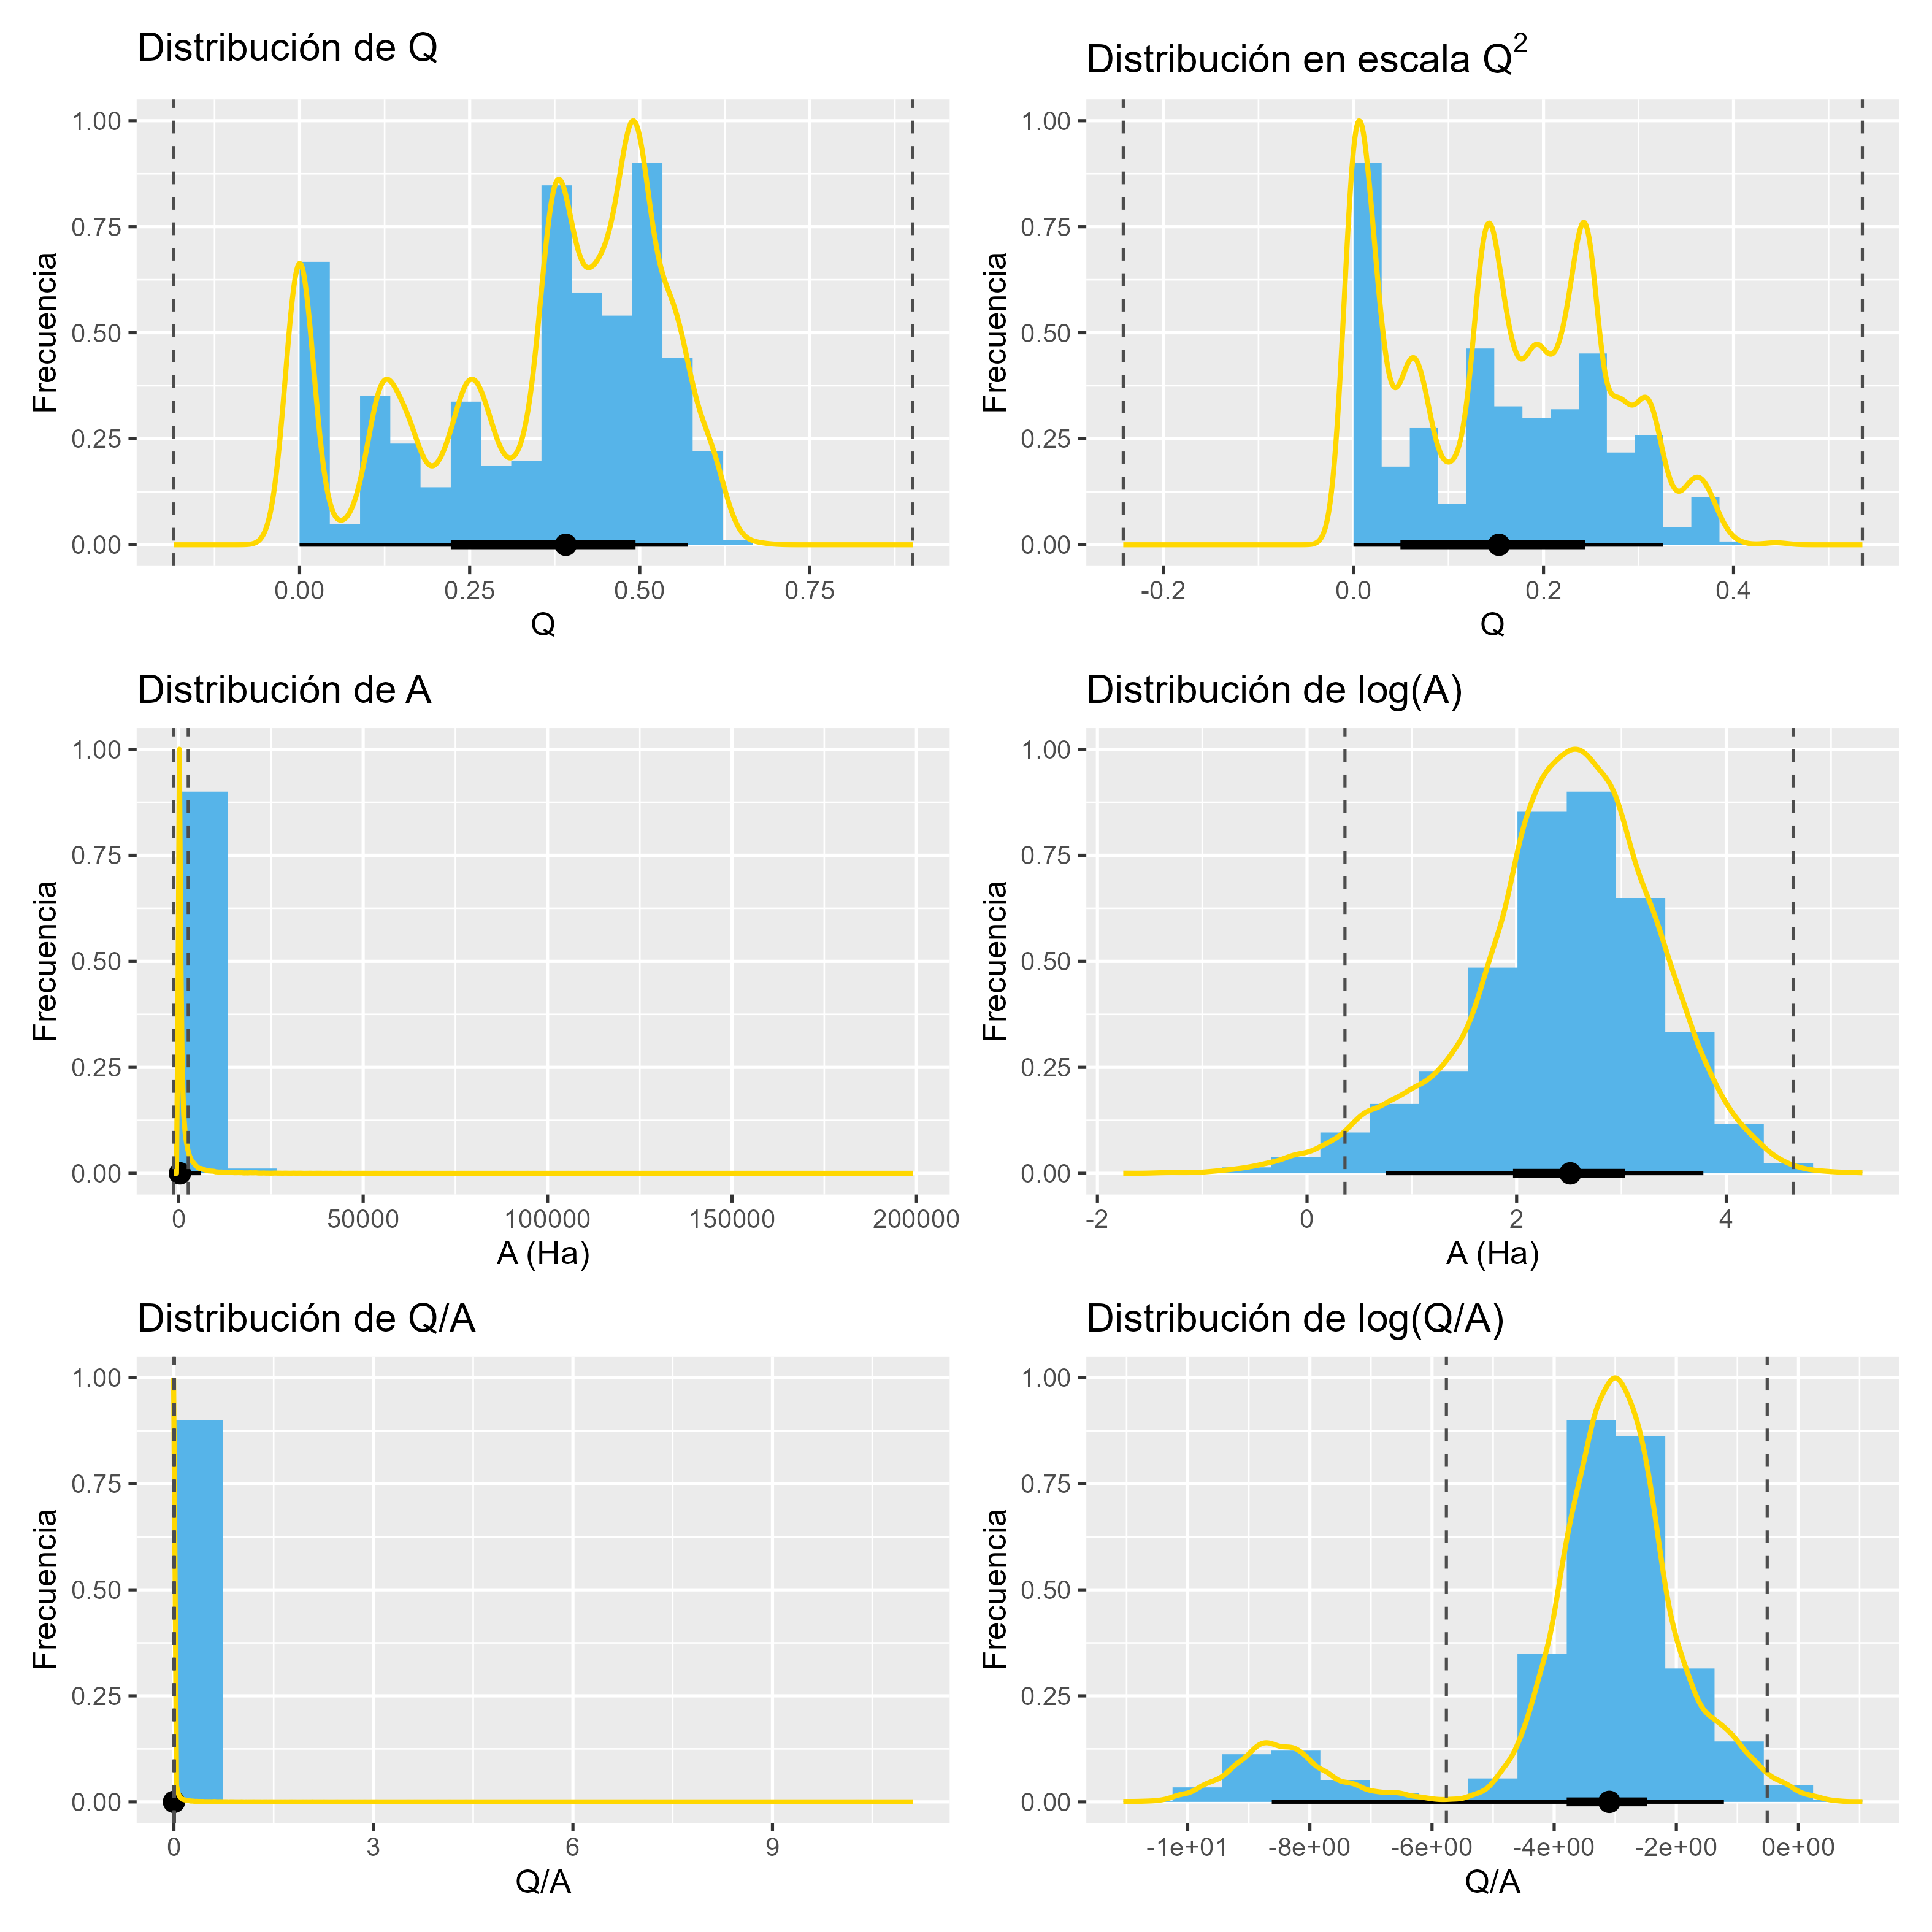 Distribución de Q
1.00
0.75
0.50
0.25
0.00
Frecuencia
0.00 0.25 0.50 0.75
Q
Distribución en escala Q²
1.00
0.75
0.50
0.25
0.00
Frecuencia
-0.2 0.0 0.2 0.4
Q
Distribución de A
1.00
0.75
0.50
0.25
0.00
Frecuencia
0 50000 100000 150000 200000
A (Ha)
Distribución de log(A)
1.00
0.75
0.50
0.25
0.00
Frecuencia
-2 0 2 4
A (Ha)
Distribución de Q/A
1.00
0.75
0.50
0.25
0.00
Frecuencia
0 3 6 9
Q/A
Distribución de log(Q/A)
1.00
0.75
0.50
0.25
0.00
Frecuencia
-1e+01 -8e+00 -6e+00 -4e+00 -2e+00 0e+00
Q/A